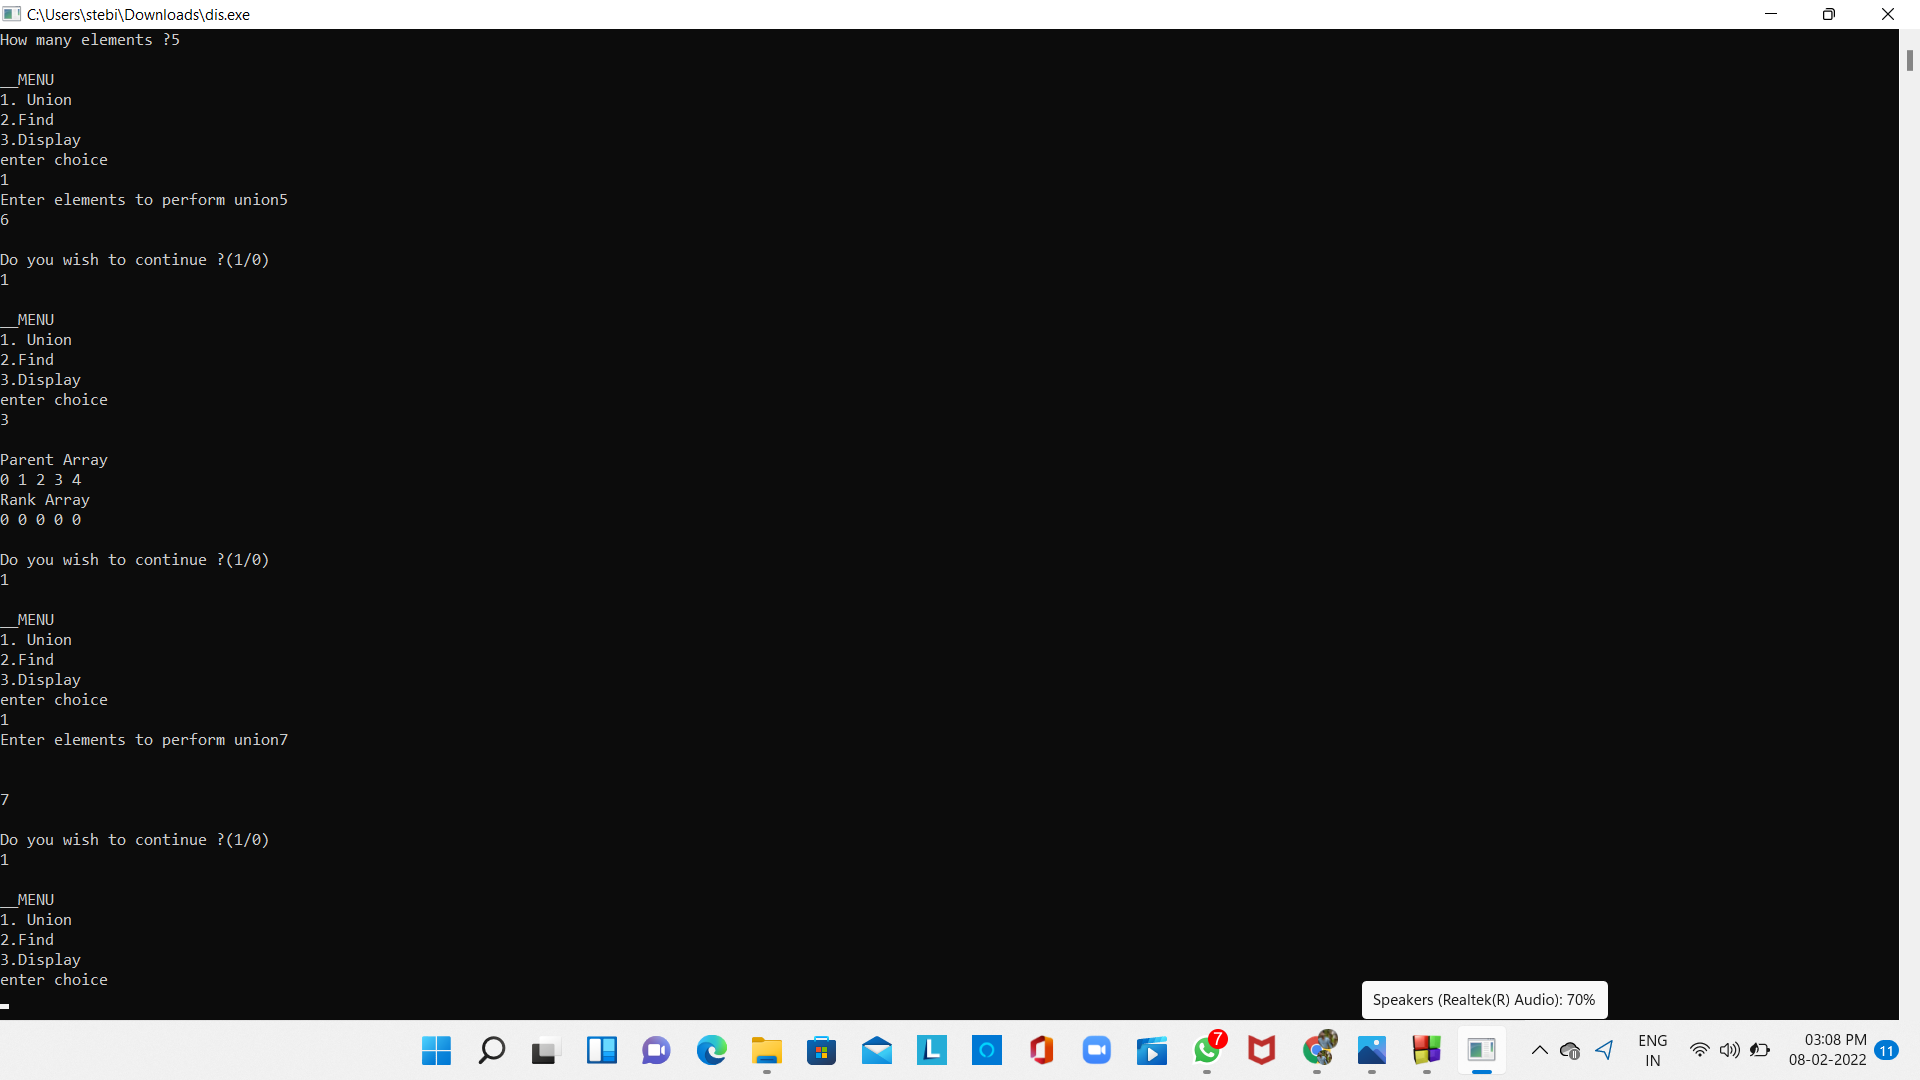 C:\Users\stebi\Downloads\dis.exe
How many elements ?5
__MENU
1. Union
2.Find
3.Display
enter choice
1
Enter elements to perform union5
6
Do you wish to continue ?(1/0)
1
__MENU
1. Union
2.Find
3.Display
enter choice
3
Parent Array
0 1 2 3 4
Rank Array
0 0 0 0 0
Do you wish to continue ?(1/0)
1
__MENU
1. Union
2.Find
3.Display
enter choice
1
Enter elements to perform union7
7
Do you wish to continue ?(1/0)
1
__MENU
1. Union
2.Find
3.Display
enter choice
Speakers (Realtek(R) Audio): 70%
L
7
ENG
IN
03:08 PM
08-02-2022
11